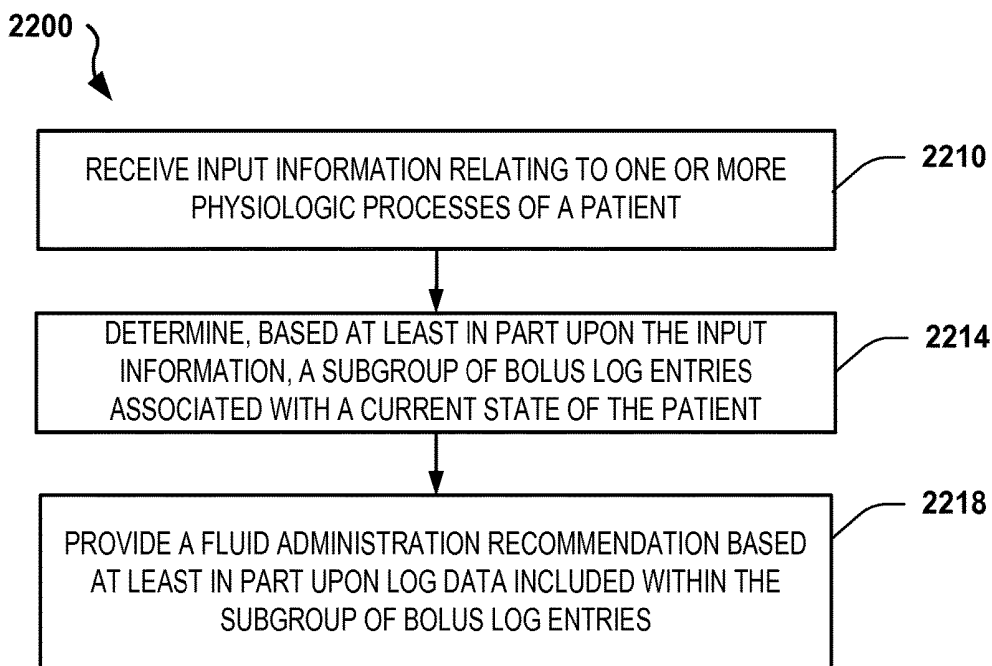 2200
RECEIVE INPUT INFORMATION RELATING TO ONE OR MORE
PHYSIOLOGIC PROCESSES OF A PATIENT
2210
DETERMINE, BASED AT LEAST IN PART UPON THE INPUT
INFORMATION, A SUBGROUP OF BOLUS LOG ENTRIES
ASSOCIATED WITH A CURRENT STATE OF THE PATIENT
2214
PROVIDE A FLUID ADMINISTRATION RECOMMENDATION BASED
AT LEAST IN PART UPON LOG DATA INCLUDED WITHIN THE
SUBGROUP OF BOLUS LOG ENTRIES
2218